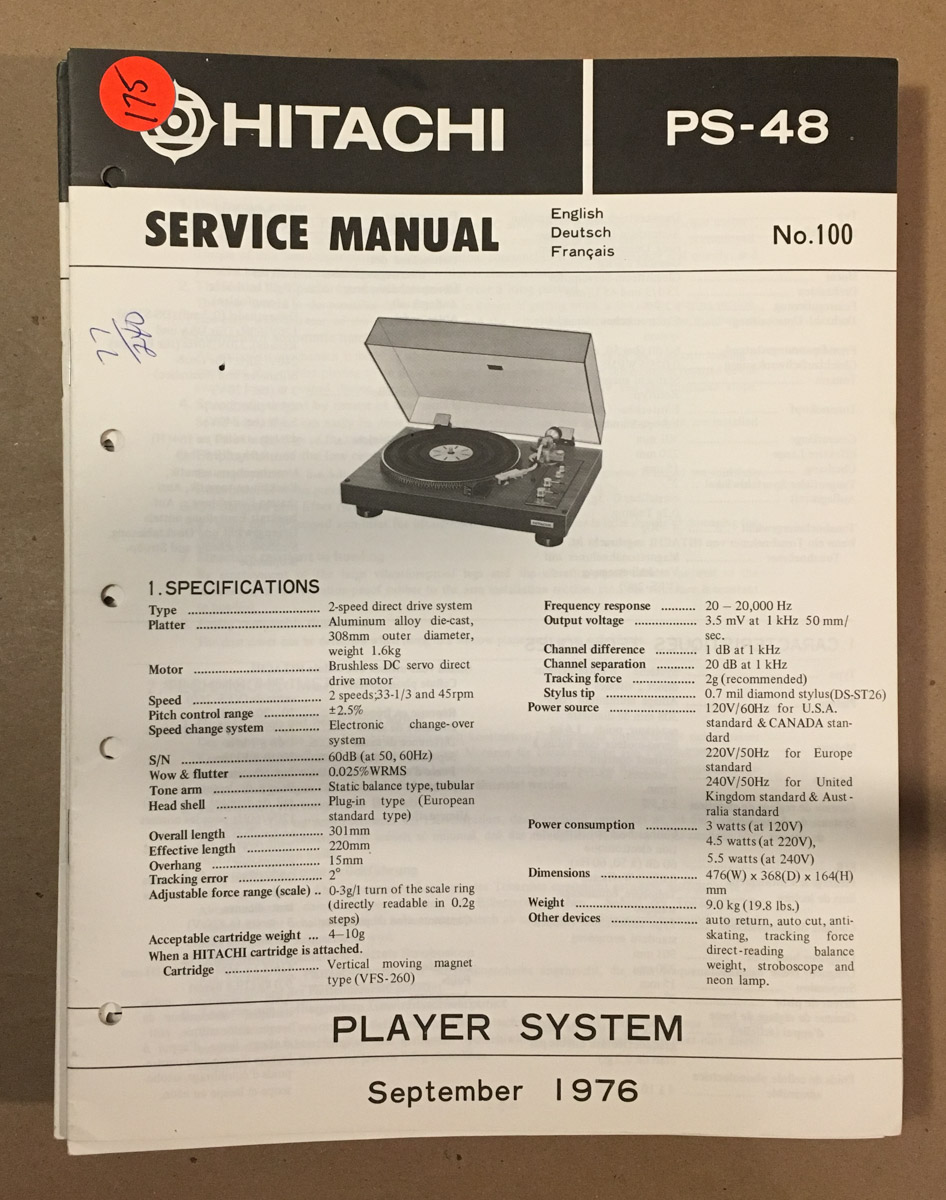 175
HITACHI
PS-48
SERVICE MANUAL
English
Deutsch
Français
No.100
1.SPECIFICATIONS
Type ........ 2-speed direct drive system
Platter ........ Aluminum alloy die-cast,
308mm outer diameter,
weight 1.6kg
Motor ........ Brushless DC servo direct
drive motor
Speed ........ 2 speeds;33-1/3 and 45rpm
Pitch control range ........ ±2.5%
Speed change system ........ Electronic change-over
system
S/N ........ 60dB (at 50, 60Hz)
Wow & flutter ........ 0.025%WRMS
Tone arm ........ Static balance type, tubular
Head shell ........ Plug-in type (European
standard type)
Overall length ........ 301mm
Effective length ........ 220mm
Overhang ........ 15mm
Tracking error ........ 2°
Adjustable force range (scale) .. 0-3g/1 turn of the scale ring
(directly readable in 0.2g
steps)
Acceptable cartridge weight ... 4–10g
When a HITACHI cartridge is attached.
Cartridge ........ Vertical moving magnet
type (VFS-260)
Frequency response ........ 20 – 20,000 Hz
Output voltage ........ 3.5 mV at 1 kHz 50 mm/
sec.
Channel difference ........ 1 dB at 1 kHz
Channel separation ........ 20 dB at 1 kHz
Tracking force ........ 2g (recommended)
Stylus tip ........ 0.7 mil diamond stylus(DS-ST26)
Power source ........ 120V/60Hz for U.S.A.
standard & CANADA stan-
dard
220V/50Hz for Europe
standard
240V/50Hz for United
Kingdom standard & Aust-
ralia standard
Power consumption ........ 3 watts (at 120V)
4.5 watts (at 220V),
5.5 watts (at 240V)
Dimensions ........ 476(W) x 368(D) x 164(H)
mm
Weight ........ 9.0 kg (19.8 lbs.)
Other devices ........ auto return, auto cut, anti-
skating, tracking force
direct-reading balance
weight, stroboscope and
neon lamp.
PLAYER SYSTEM
September 1976